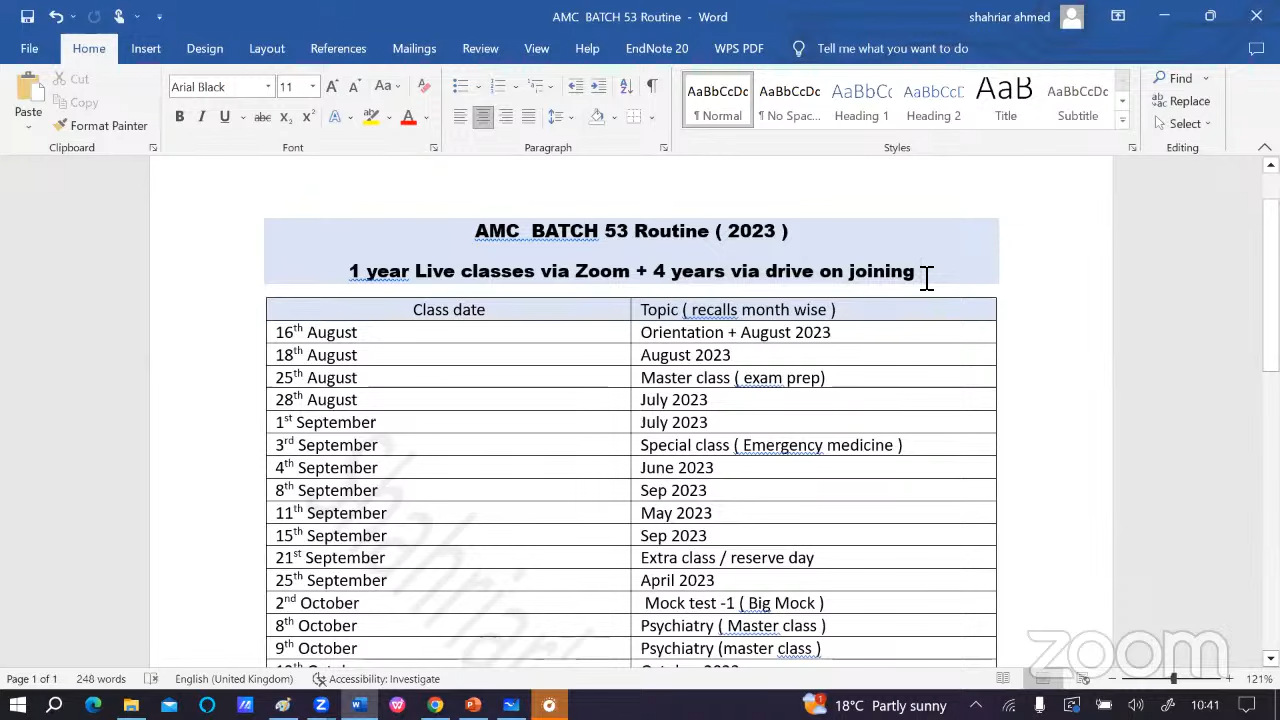 AMC BATCH 53 Routine - Word
shahriar ahmed
File Home Insert Design Layout References Mailings Review View Help EndNote 20 WPS PDF Tell me what you want to do
Paste
Cut
Copy
Format Painter
Clipboard
Arial Black 11
Font
Paragraph
AaBbCcDc ¶ Normal
AaBbCcDc ¶ No Spac...
AaBbCc Heading 1
AaBbCcC Heading 2
AaB Title
AaBbCcDc Subtitle
Styles
Find
Replace
Select
Editing
AMC BATCH 53 Routine ( 2023 )
1 year Live classes via Zoom + 4 years via drive on joining
Class date Topic ( recalls month wise )
16th August Orientation + August 2023
18th August August 2023
25th August Master class ( exam prep)
28th August July 2023
1st September July 2023
3rd September Special class ( Emergency medicine )
4th September June 2023
8th September Sep 2023
11th September May 2023
15th September Sep 2023
21st September Extra class / reserve day
25th September April 2023
2nd October Mock test -1 ( Big Mock )
8th October Psychiatry ( Master class )
9th October Psychiatry (master class )
zoom
Page 1 of 1 248 words English (United Kingdom) Accessibility: Investigate 121%
18°C Partly sunny ENG 10:41